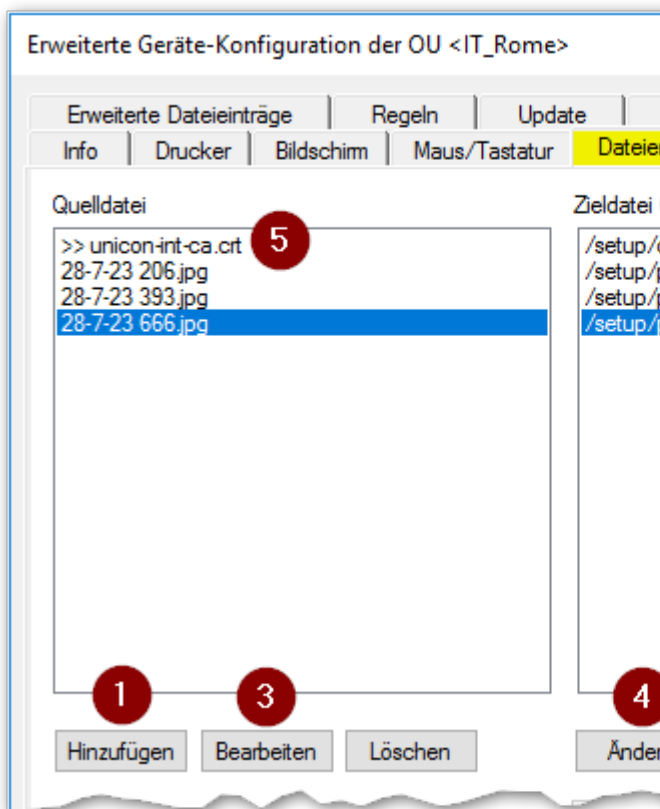 Erweiterte Geräte-Konfiguration der OU <IT_Rome>
Erweiterte Dateieinträge Regeln Update
Info Drucker Bildschirm Maus/Tastatur
Quelldatei Zieldatei
>> unicon-int-ca.crt 5
28-7-23 206.jpg /setup/
28-7-23 393.jpg /setup/
28-7-23 666.jpg /setup/
/setup/
1 3 4
Hinzufügen Bearbeiten Löschen